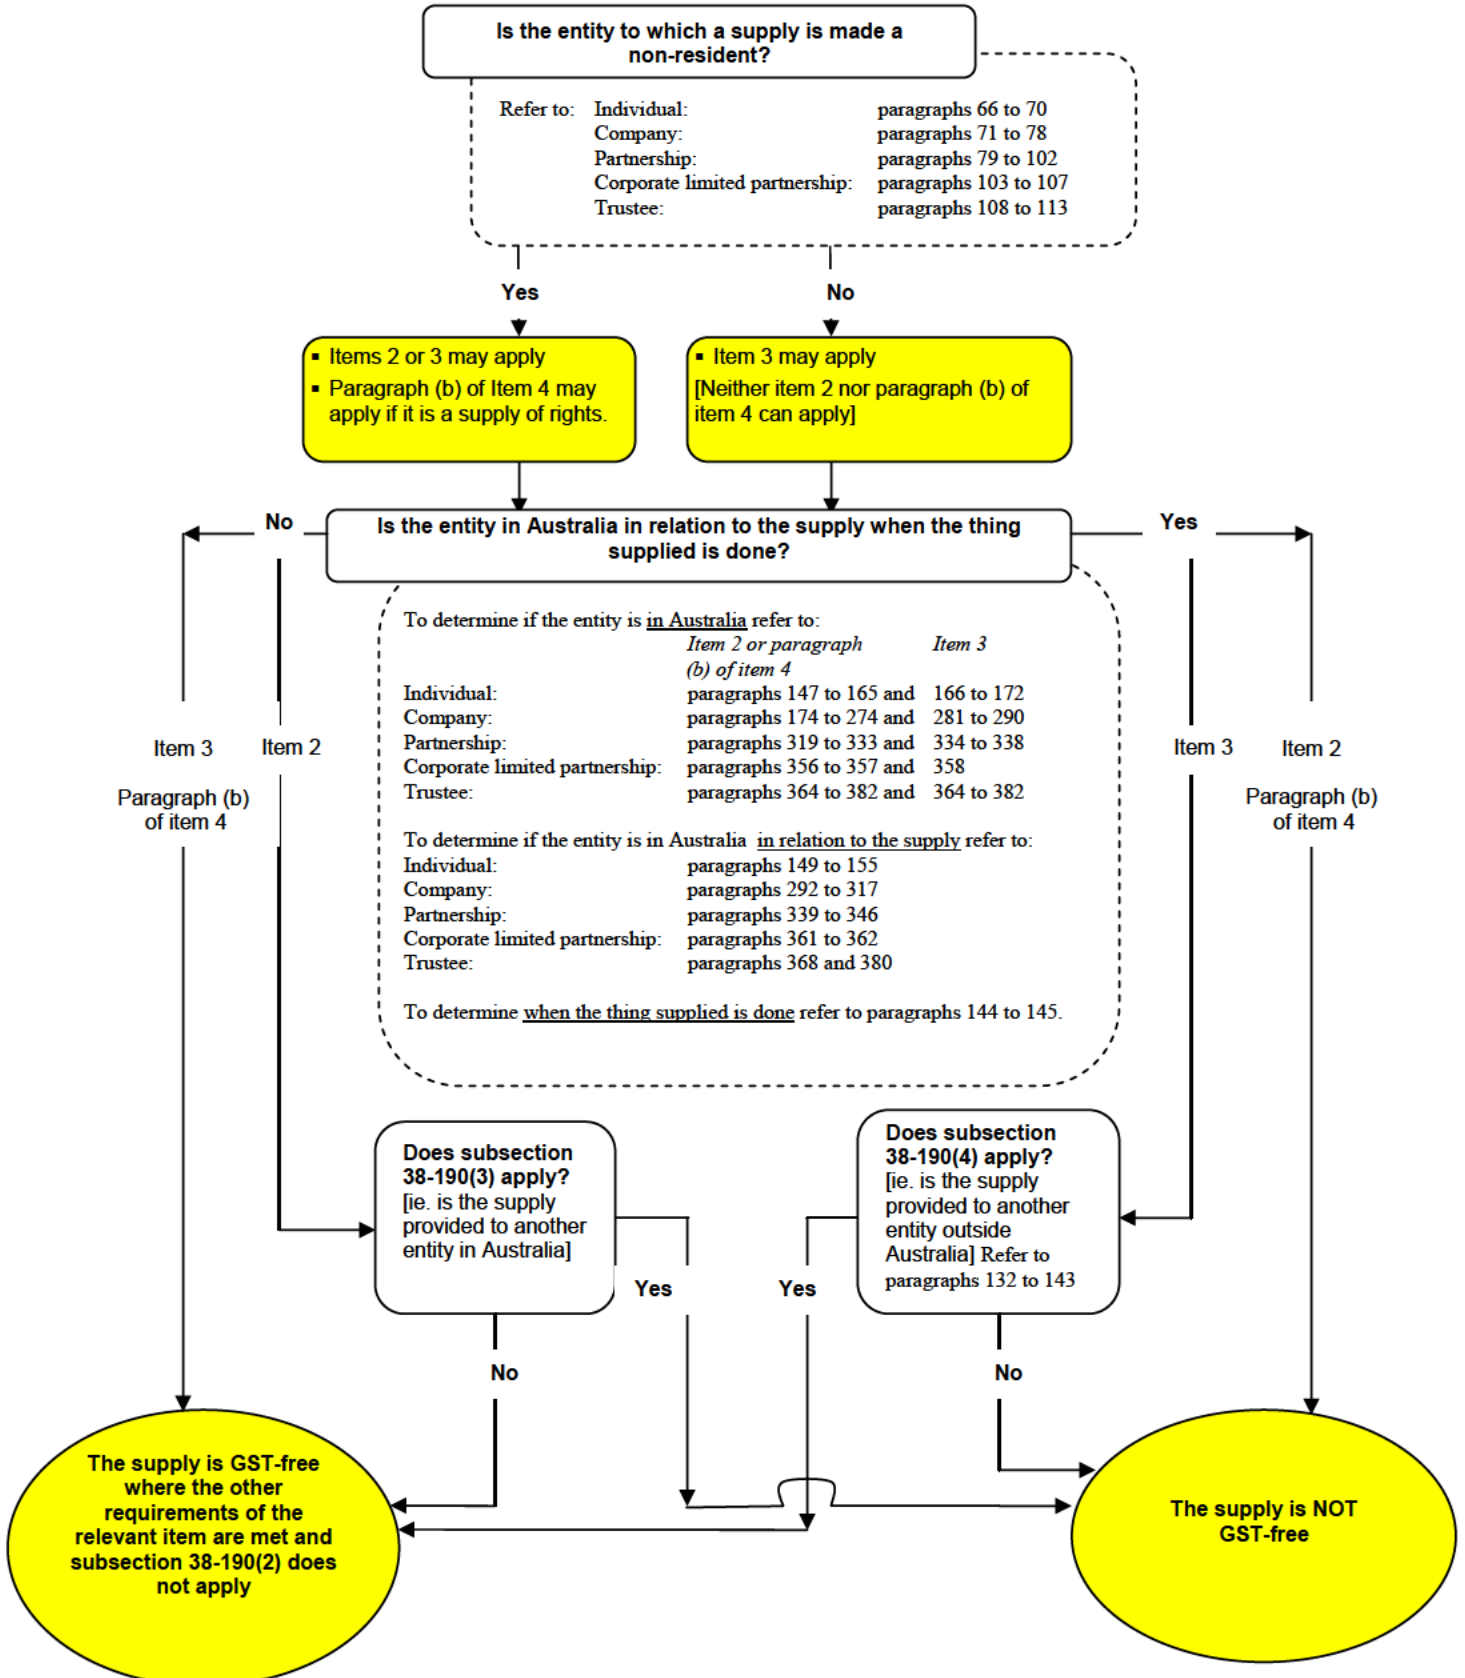 Is the entity to which a supply is made a
non-resident?
Refer to: Individual: paragraphs 66 to 70
Company: paragraphs 71 to 78
Partnership: paragraphs 79 to 102
Corporate limited partnership: paragraphs 103 to 107
Trustee: paragraphs 108 to 113
Yes
No
▪ Items 2 or 3 may apply
▪ Paragraph (b) of Item 4 may
apply if it is a supply of rights.
▪ Item 3 may apply
[Neither item 2 nor paragraph (b) of
item 4 can apply]
No
Is the entity in Australia in relation to the supply when the thing
supplied is done?
Yes
To determine if the entity is in Australia refer to:
Item 2 or paragraph Item 3
(b) of item 4
Individual: paragraphs 147 to 165 and 166 to 172
Company: paragraphs 174 to 274 and 281 to 290
Partnership: paragraphs 319 to 333 and 334 to 338
Corporate limited partnership: paragraphs 356 to 357 and 358
Trustee: paragraphs 364 to 382 and 364 to 382
To determine if the entity is in Australia in relation to the supply refer to:
Individual: paragraphs 149 to 155
Company: paragraphs 292 to 317
Partnership: paragraphs 339 to 346
Corporate limited partnership: paragraphs 361 to 362
Trustee: paragraphs 368 and 380
To determine when the thing supplied is done refer to paragraphs 144 to 145.
Item 3
Paragraph (b)
of item 4
Item 2
Item 3
Item 2
Paragraph (b)
of item 4
Does subsection
38-190(3) apply?
[ie. is the supply
provided to another
entity in Australia]
Does subsection
38-190(4) apply?
[ie. is the supply
provided to another
entity outside
Australia] Refer to
paragraphs 132 to 143
Yes
Yes
No
No
The supply is GST-free
where the other
requirements of the
relevant item are met and
subsection 38-190(2) does
not apply
The supply is NOT
GST-free